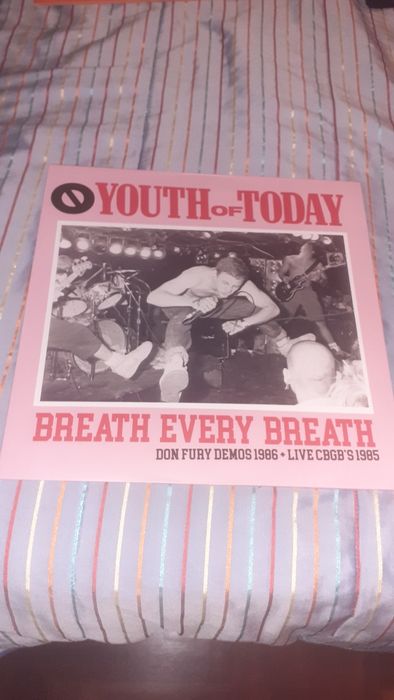 YOUTH OF TODAY
BREATH EVERY BREATH
DON FURY DEMOS 1986 + LIVE CBGB'S 1985